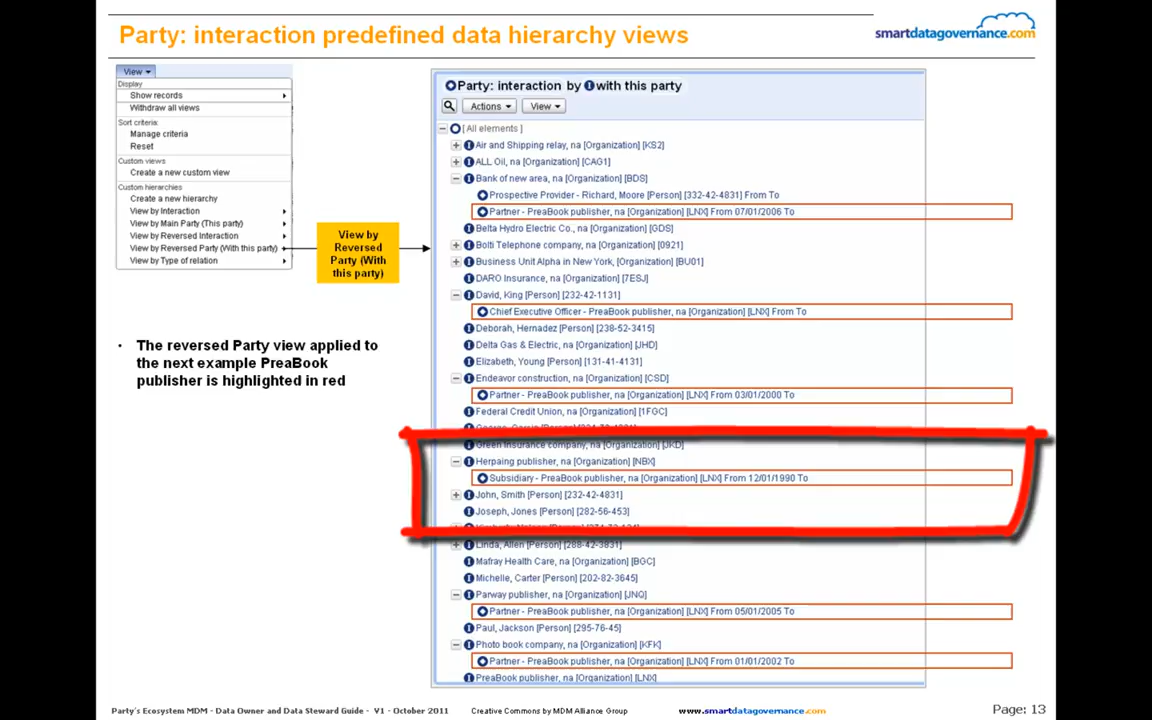 Party: interaction predefined data hierarchy views
smartdatagovernance.com
View
Display
Show records
Withdraw all views
Sort criteria:
Manage criteria
Reset
Custom views
Create a new custom view
Custom hierarchies
Create a new hierarchy
View by Interaction
View by Main Party (This party)
View by Reversed Interaction
View by Reversed Party (With this party)
View by Type of relation
View by
Reversed
Party (With
this party)
• The reversed Party view applied to
the next example PreaBook
publisher is highlighted in red
Party: interaction by with this party
Actions View
[ All elements ]
Air and Shipping relay, na [Organization] [KS2]
ALL Oil, na [Organization] [CAG1]
Bank of new area, na [Organization] [BDS]
Prospective Provider - Richard, Moore [Person] [332-42-4831] From To
Partner - PreaBook publisher, na [Organization] [LNX] From 07/01/2006 To
Belta Hydro Electric Co., na [Organization] [GDS]
Bolti Telephone company, na [Organization] [0921]
Business Unit Alpha in New York, [Organization] [BU01]
DARO Insurance, na [Organization] [7ESJ]
David, King [Person] [232-42-1131]
Chief Executive Officer - PreaBook publisher, na [Organization] [LNX] From To
Deborah, Hernadez [Person] [238-52-3415]
Delta Gas & Electric, na [Organization] [JHD]
Elizabeth, Young [Person] [131-41-4131]
Endeavor construction, na [Organization] [CSD]
Partner - PreaBook publisher, na [Organization] [LNX] From 03/01/2000 To
Federal Credit Union, na [Organization] [1FGC]
Green Insurance company, na [Organization] [JKD]
Herpaing publisher, na [Organization] [NBX]
Subsidiary - PreaBook publisher, na [Organization] [LNX] From 12/01/1990 To
John, Smith [Person] [232-42-4831]
Joseph, Jones [Person] [282-56-453]
Linda, Allen [Person] [288-42-3831]
Mafray Health Care, na [Organization] [BGC]
Michelle, Carter [Person] [202-82-3645]
Parway publisher, na [Organization] [JNQ]
Partner - PreaBook publisher, na [Organization] [LNX] From 05/01/2005 To
Paul, Jackson [Person] [295-76-45]
Photo book company, na [Organization] [KFK]
Partner - PreaBook publisher, na [Organization] [LNX] From 01/01/2002 To
PreaBook publisher, na [Organization] [LNX]
Party's Ecosystem MDM - Data Owner and Data Steward Guide - V1 - October 2011
Creative Commons by MDM Alliance Group
www.smartdatagovernance.com
Page: 13